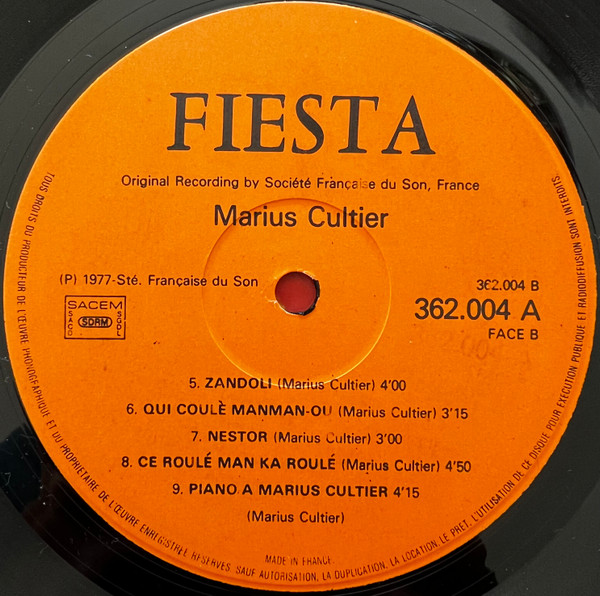 FIESTA
Original Recording by Société Française du Son, France
Marius Cultier
(P) 1977-Sté. Française du Son
SACEM
SACD
SDRM
SGDL
362.004 B
362.004 A
FACE B
5. ZANDOLI (Marius Cultier) 4'00
6. QUI COULÈ MANMAN-OU (Marius Cultier) 3'15
7. NESTOR (Marius Cultier) 3'00
8. CE ROULÉ MAN KA ROULÉ (Marius Cultier) 4'50
9. PIANO A MARIUS CULTIER 4'15
(Marius Cultier)
MADE IN FRANCE
TOUS DROITS DU PRODUCTEUR DE L'ŒUVRE PHONOGRAPHIQUE ET DU PROPRIETAIRE DE L'ŒUVRE ENREGISTREE RESERVES. SAUF AUTORISATION, LA DUPLICATION, LA LOCATION, LE PRET, L'UTILISATION DE CE DISQUE POUR EXECUTION PUBLIQUE ET RADIODIFFUSION SONT INTERDITS